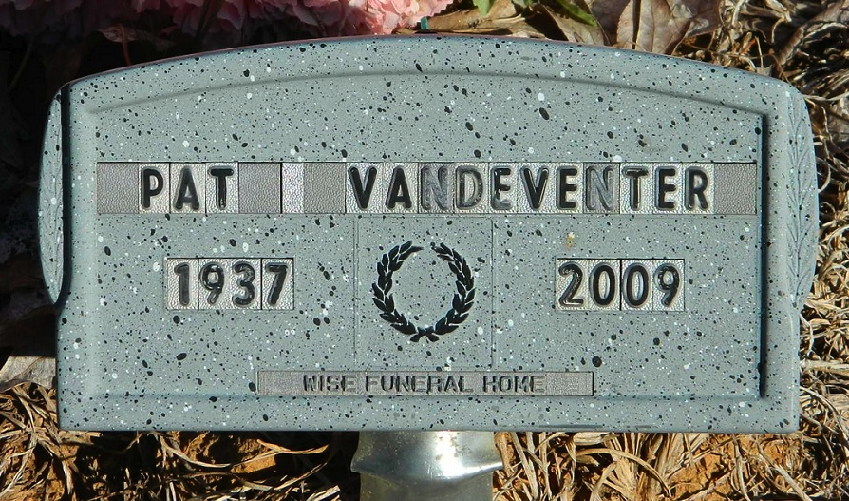 PAT VANDEVENTER
1937 2009
WISE FUNERAL HOME